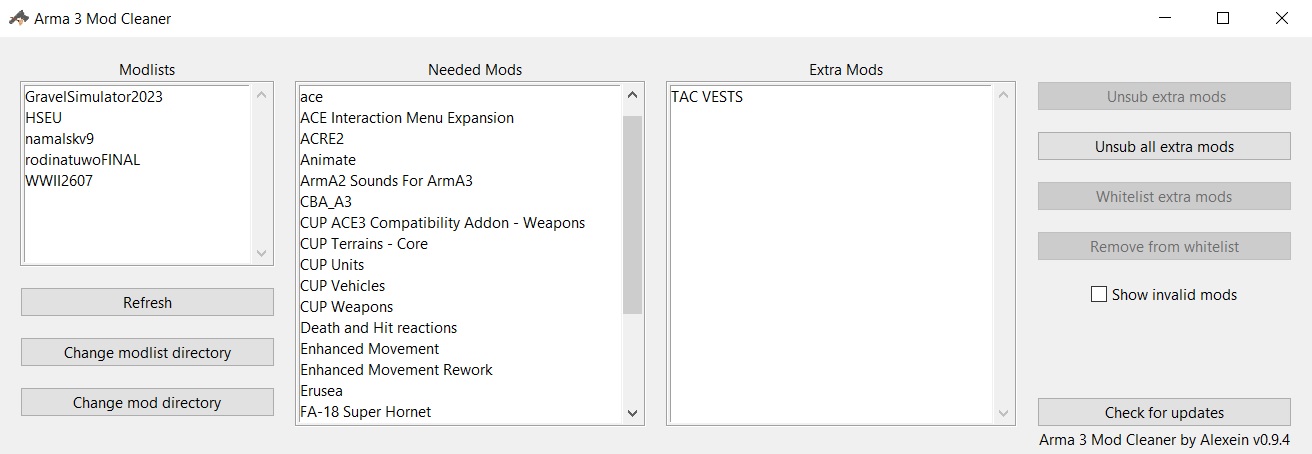 Arma 3 Mod Cleaner
Modlists
GravelSimulator2023
HSEU
namalskv9
rodinatuwoFINAL
WWII2607
Refresh
Change modlist directory
Change mod directory
Needed Mods
ace
ACE Interaction Menu Expansion
ACRE2
Animate
ArmA2 Sounds For ArmA3
CBA_A3
CUP ACE3 Compatibility Addon - Weapons
CUP Terrains - Core
CUP Units
CUP Vehicles
CUP Weapons
Death and Hit reactions
Enhanced Movement
Enhanced Movement Rework
Erusea
FA-18 Super Hornet
Extra Mods
TAC VESTS
Unsub extra mods
Unsub all extra mods
Whitelist extra mods
Remove from whitelist
Show invalid mods
Check for updates
Arma 3 Mod Cleaner by Alexein v0.9.4